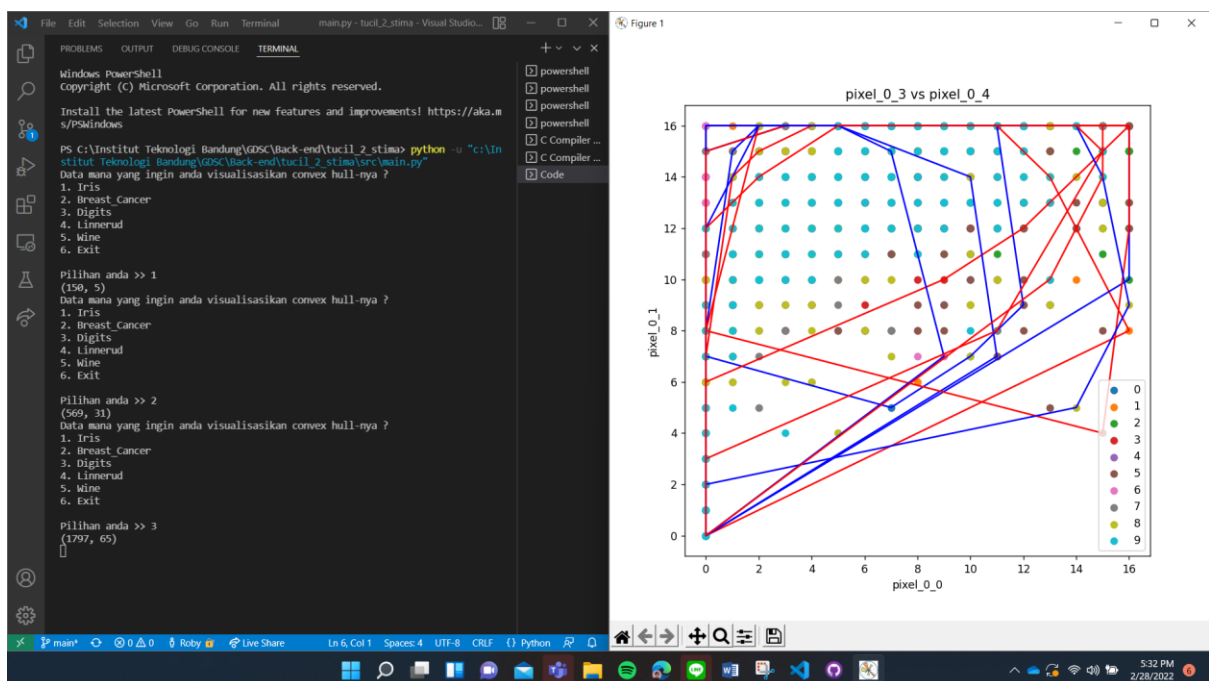 File Edit Selection View Go Run Terminal main.py - tucil_2_stima - Visual Studio...
PROBLEMS OUTPUT DEBUG CONSOLE TERMINAL
Windows PowerShell
Copyright (C) Microsoft Corporation. All rights reserved.
Install the latest PowerShell for new features and improvements! https://aka.m
s/PSWindows
PS C:\Institut Teknologi Bandung\GDSC\Back-end\tucil_2_stima> python -u "c:\In
stitut Teknologi Bandung\GDSC\Back-end\tucil_2_stima\src\main.py"
Data mana yang ingin anda visualisasikan convex hull-nya ?
1. Iris
2. Breast_Cancer
3. Digits
4. Linnerud
5. Wine
6. Exit
Pilihan anda >> 1
(150, 5)
Data mana yang ingin anda visualisasikan convex hull-nya ?
1. Iris
2. Breast_Cancer
3. Digits
4. Linnerud
5. Wine
6. Exit
Pilihan anda >> 2
(569, 31)
Data mana yang ingin anda visualisasikan convex hull-nya ?
1. Iris
2. Breast_Cancer
3. Digits
4. Linnerud
5. Wine
6. Exit
Pilihan anda >> 3
(1797, 65)
powershell
powershell
powershell
powershell
C Compiler ...
C Compiler ...
Code
1
main* 0 0 Roby Live Share Ln 6, Col 1 Spaces: 4 UTF-8 CRLF {} Python
Figure 1
pixel_0_3 vs pixel_0_4
16
14
12
10
8
6
4
2
0
pixel_0_1
0
1
2
3
4
5
6
7
8
9
0 2 4 6 8 10 12 14 16
pixel_0_0
5:32 PM
2/28/2022
6